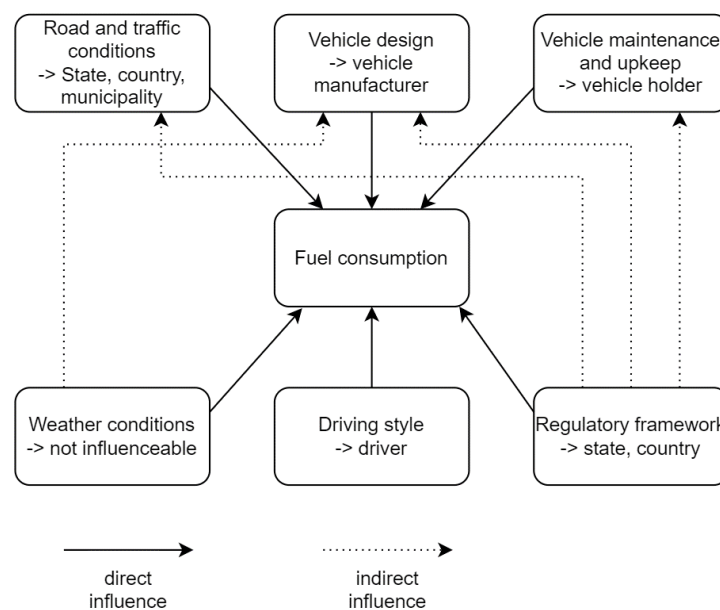 Road and traffic
conditions
-> State, country,
municipality
Vehicle design
-> vehicle
manufacturer
Vehicle maintenance
and upkeep
-> vehicle holder
Fuel consumption
Weather conditions
-> not influenceable
Driving style
-> driver
Regulatory framework
-> state, country
direct
influence
indirect
influence